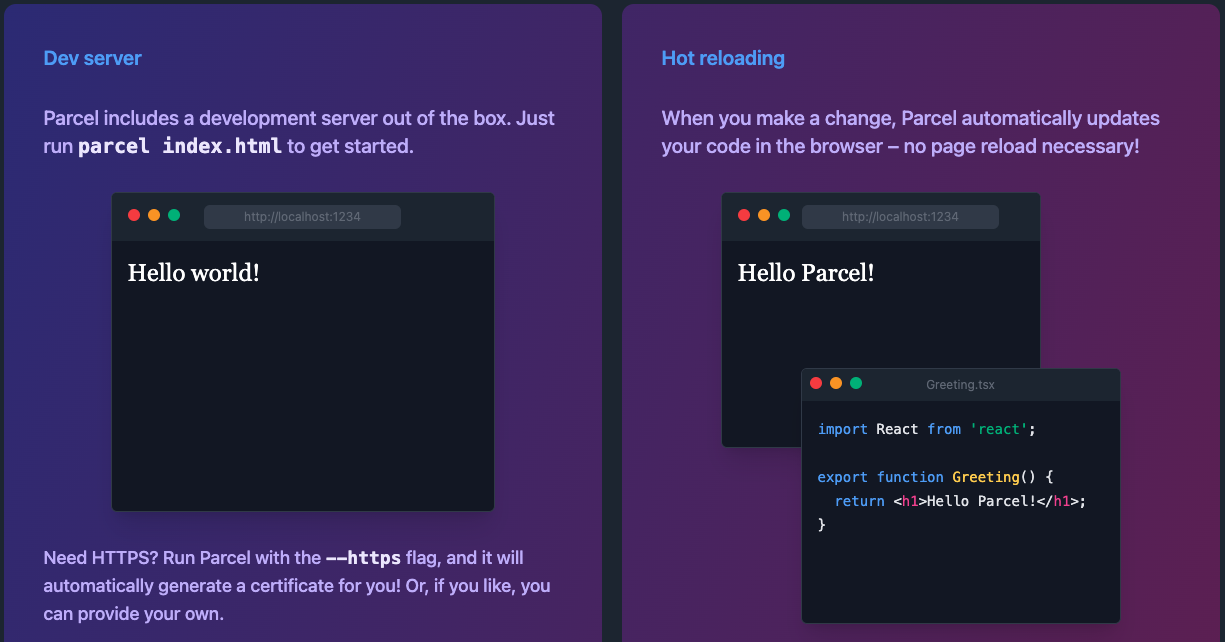 Dev server
Parcel includes a development server out of the box. Just
run parcel index.html to get started.
http://localhost:1234
Hello world!
Need HTTPS? Run Parcel with the --https flag, and it will
automatically generate a certificate for you! Or, if you like, you
can provide your own.
Hot reloading
When you make a change, Parcel automatically updates
your code in the browser – no page reload necessary!
http://localhost:1234
Hello Parcel!
Greeting.tsx
import React from 'react';
export function Greeting() {
  return <h1>Hello Parcel!</h1>;
}